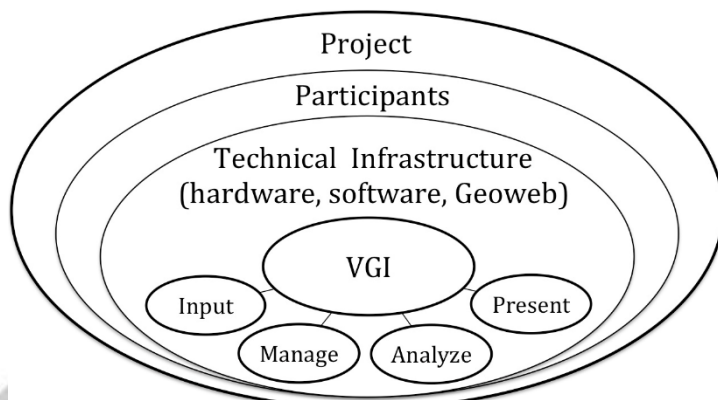 Project
Participants
Technical Infrastructure
(hardware, software, Geoweb)
VGI
Input
Present
Manage
Analyze